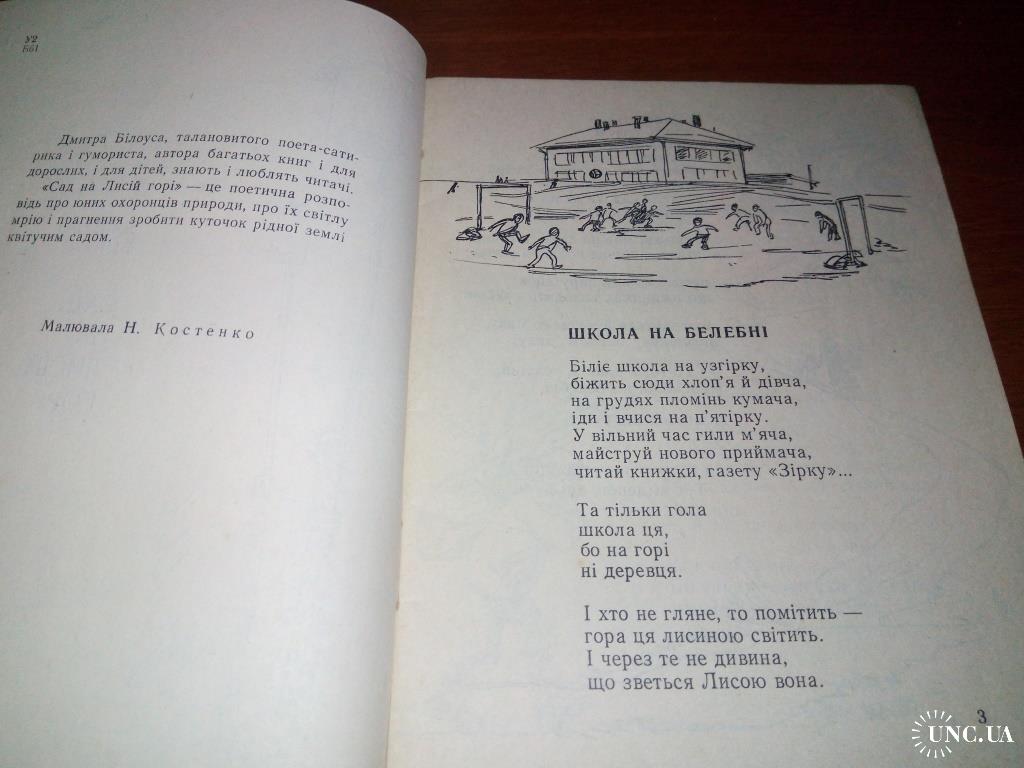 У2
Б61
Дмитра Білоуса, талановитого поета-сати-
рика і гумориста, автора багатьох книг і для
дорослих, і для дітей, знають і люблять читачі.
«Сад на Лисій горі» — це поетична розпо-
відь про юних охоронців природи, про їх світлу
мрію і прагнення зробити куточок рідної землі
квітучим садом.
Малювала Н. Костенко
ШКОЛА НА БЕЛЕБНІ
Біліє школа на узгірку,
біжить сюди хлоп'я й дівча,
на грудях пломінь кумача,
іди і вчися на п'ятірку.
У вільний час гили м'яча,
майструй нового приймача,
читай книжки, газету «Зірку»...
Та тільки гола
школа ця,
бо на горі
ні деревця.
І хто не гляне, то помітить —
гора ця лисиною світить.
І через те не дивина,
що зветься Лисою вона.
3
UNC.UA